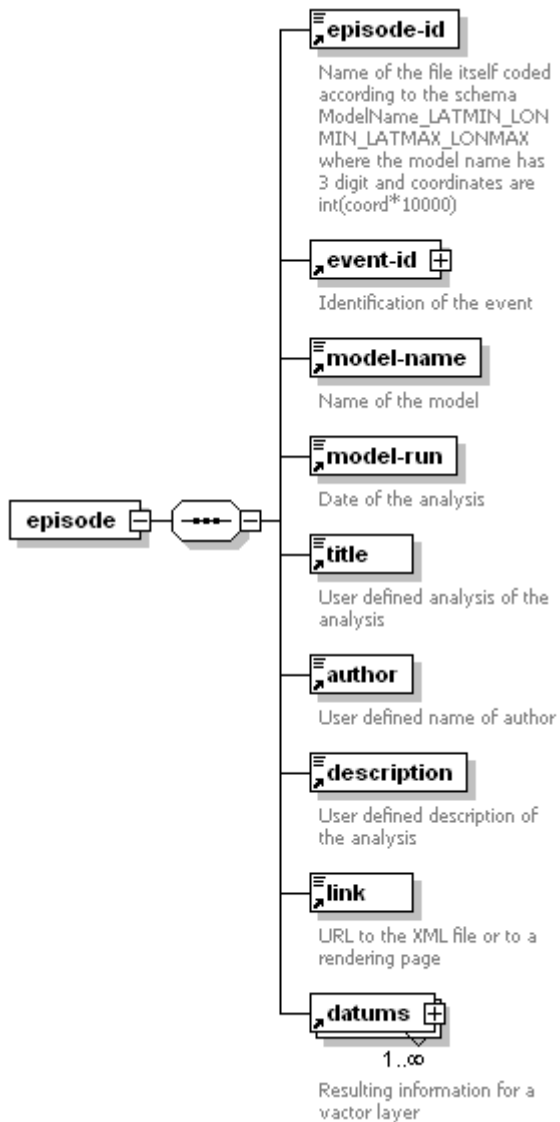 episode-id
Name of the file itself coded
according to the schema
ModelName_LATMIN_LON
MIN_LATMAX_LONMAX
where the model name has
3 digit and coordinates are
int(coord*10000)
event-id
Identification of the event
model-name
Name of the model
model-run
Date of the analysis
episode
title
User defined analysis of the
analysis
author
User defined name of author
description
User defined description of
the analysis
link
URL to the XML file or to a
rendering page
datums
1..∞
Resulting information for a
vactor layer